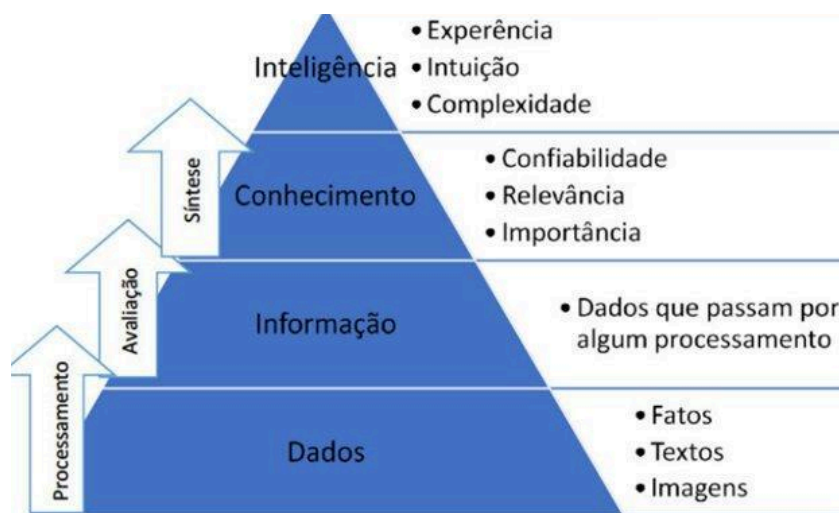 • Experência
Inteligência
• Intuição
• Complexidade
Síntese
Conhecimento
• Confiabilidade
• Relevância
• Importância
Avaliação
Informação
• Dados que passam por
algum processamento
Processamento
Dados
• Fatos
• Textos
• Imagens